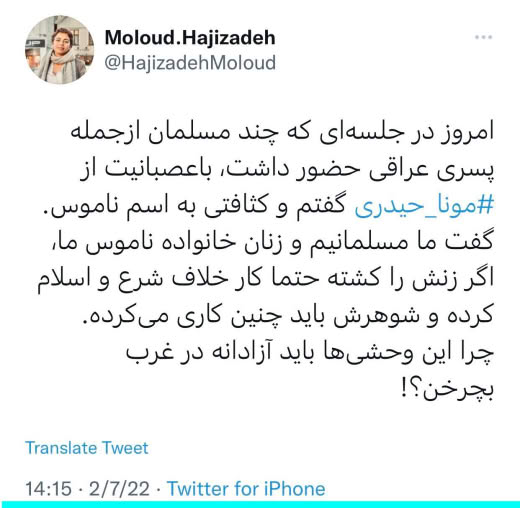 Moloud.Hajizadeh
@HajizadehMoloud
امروز در جلسه‌ای که چند مسلمان ازجمله
پسری عراقی حضور داشت، باعصبانیت از
#مونا_حیدری گفتم و کثافتی به اسم ناموس.
گفت ما مسلمانیم و زنان خانواده ناموس ما،
اگر زنش را کشته حتما کار خلاف شرع و اسلام
کرده و شوهرش باید چنین کاری می‌کرده.
چرا این وحشی‌ها باید آزادانه در غرب
بچرخن؟!
Translate Tweet
14:15 · 2/7/22 · Twitter for iPhone